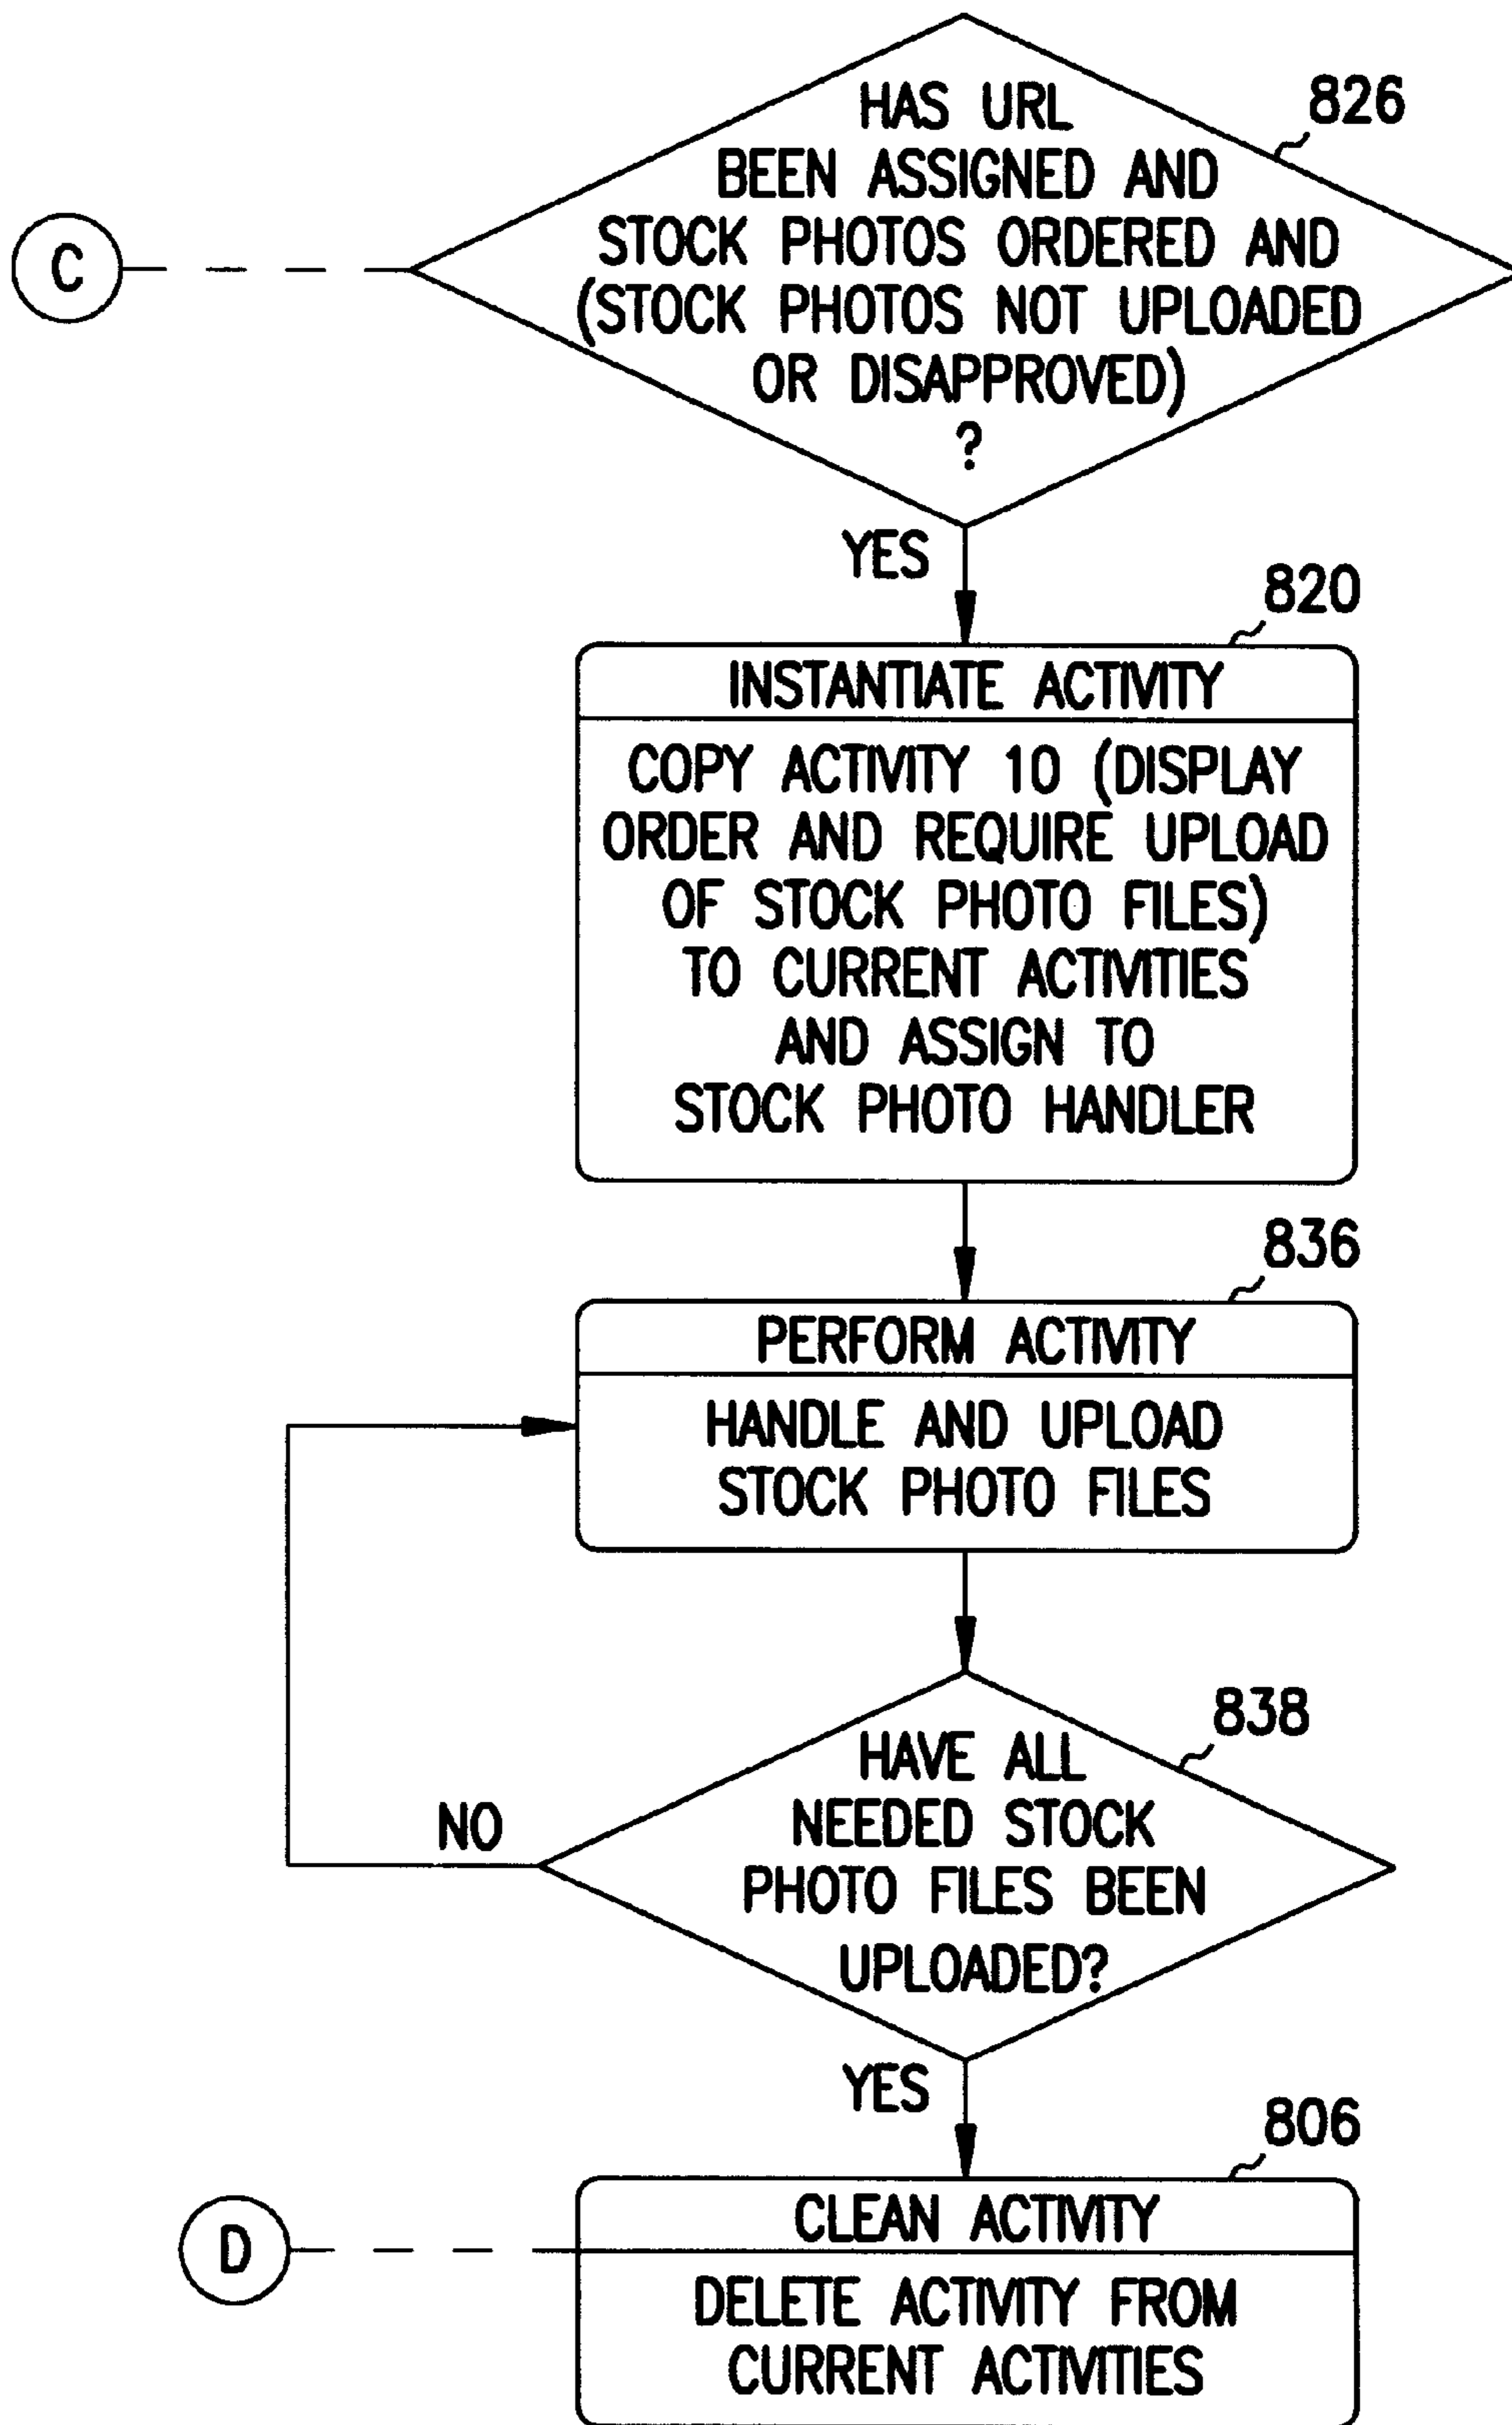 HAS URL
826
BEEN ASSIGNED AND
STOCK PHOTOS ORDERED AND
C
(STOCK PHOTOS NOT UPLOADED
OR DISAPPROVED)
?
YES
820
INSTANTIATE ACTIVITY
COPY ACTIVITY 10 (DISPLAY
ORDER AND REQUIRE UPLOAD
OF STOCK PHOTO FILES)
TO CURRENT ACTIVITIES
AND ASSIGN TO
STOCK PHOTO HANDLER
836
PERFORM ACTIVITY
HANDLE AND UPLOAD
STOCK PHOTO FILES
838
HAVE ALL
NEEDED STOCK
NO
PHOTO FILES BEEN
UPLOADED?
YES
806
CLEAN ACTIVITY
D
DELETE ACTIVITY FROM
CURRENT ACTIVITIES